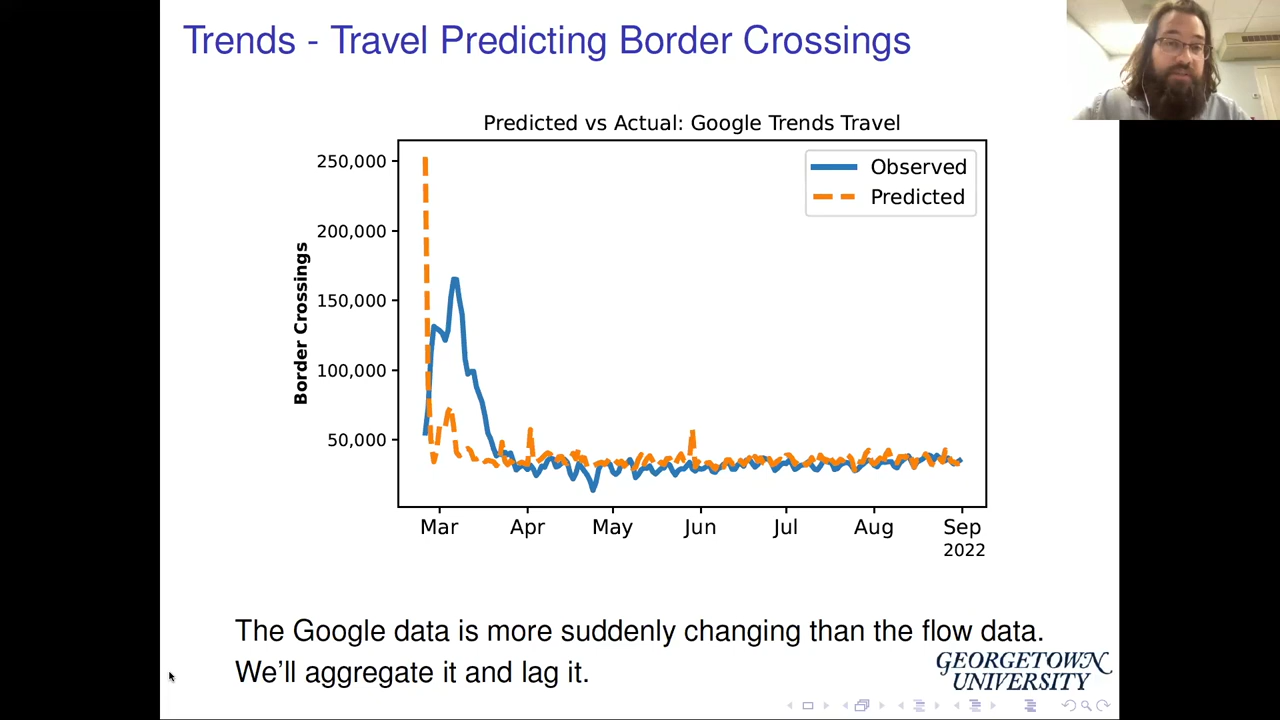 Trends - Travel Predicting Border Crossings
Predicted vs Actual: Google Trends Travel
Observed
Predicted
Border Crossings
250,000
200,000
150,000
100,000
50,000
Mar Apr May Jun Jul Aug Sep
2022
The Google data is more suddenly changing than the flow data.
We'll aggregate it and lag it.
GEORGETOWN
UNIVERSITY